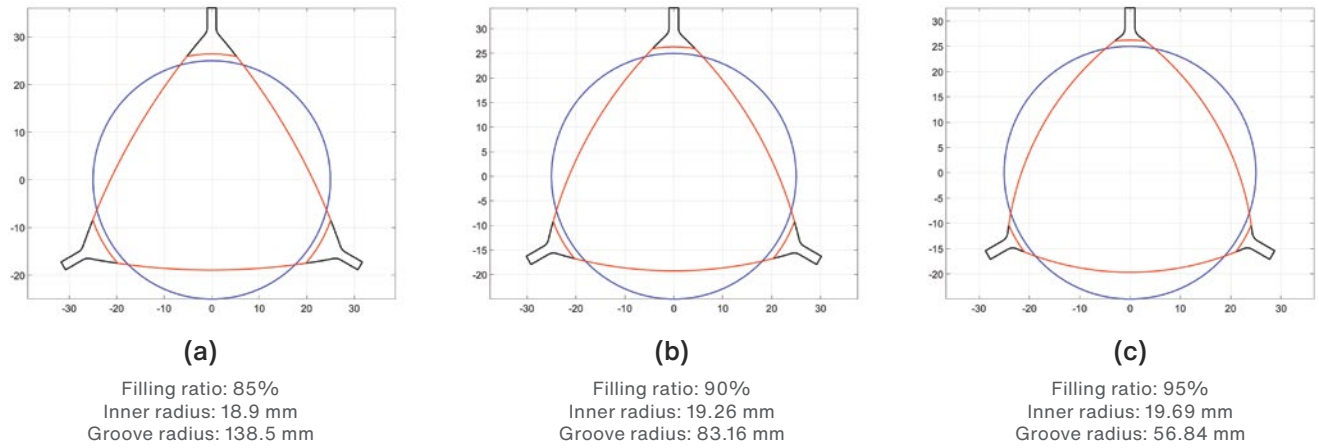 30
20
10
0
-10
-20
-30 -20 -10 0 10 20 30
30
25
20
15
10
5
0
-5
-10
-15
-20
-30 -20 -10 0 10 20 30
30
25
20
15
10
5
0
-5
-10
-15
-20
-30 -20 -10 0 10 20 30
(a)
Filling ratio: 85%
Inner radius: 18.9 mm
Groove radius: 138.5 mm
(b)
Filling ratio: 90%
Inner radius: 19.26 mm
Groove radius: 83.16 mm
(c)
Filling ratio: 95%
Inner radius: 19.69 mm
Groove radius: 56.84 mm